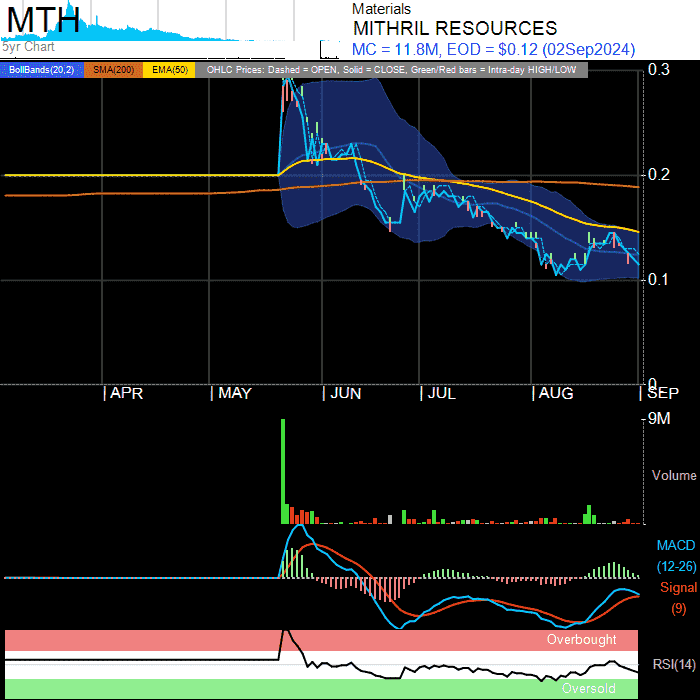 MTH
5yr Chart
Materials
MITHRIL RESOURCES
MC = 11.8M, EOD = $0.12 (02Sep2024)
BollBands(20,2) SMA(200) EMA(50) OHLC Prices: Dashed = OPEN, Solid = CLOSE, Green/Red bars = Intra-day HIGH/LOW
0.3
0.2
0.1
0
APR MAY JUN JUL AUG SEP
9M
Volume
MACD
(12-26)
Signal
(9)
Overbought
RSI(14)
Oversold